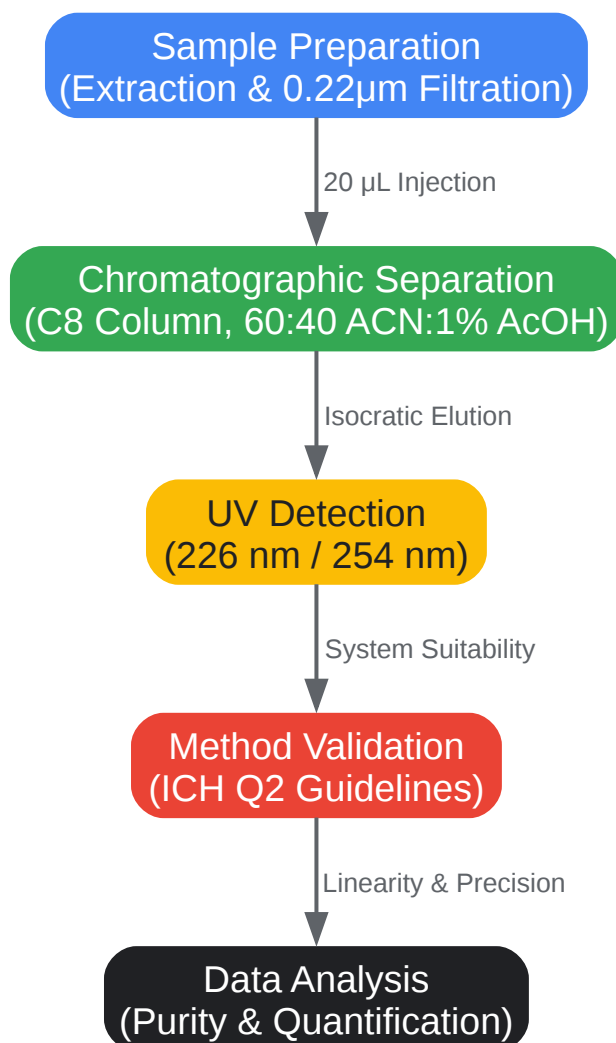 Sample Preparation
(Extraction & 0.22μm Filtration)
20 μL Injection
Chromatographic Separation
(C8 Column, 60:40 ACN:1% AcOH)
Isocratic Elution
UV Detection
(226 nm / 254 nm)
System Suitability
Method Validation
(ICH Q2 Guidelines)
Linearity & Precision
Data Analysis
(Purity & Quantification)